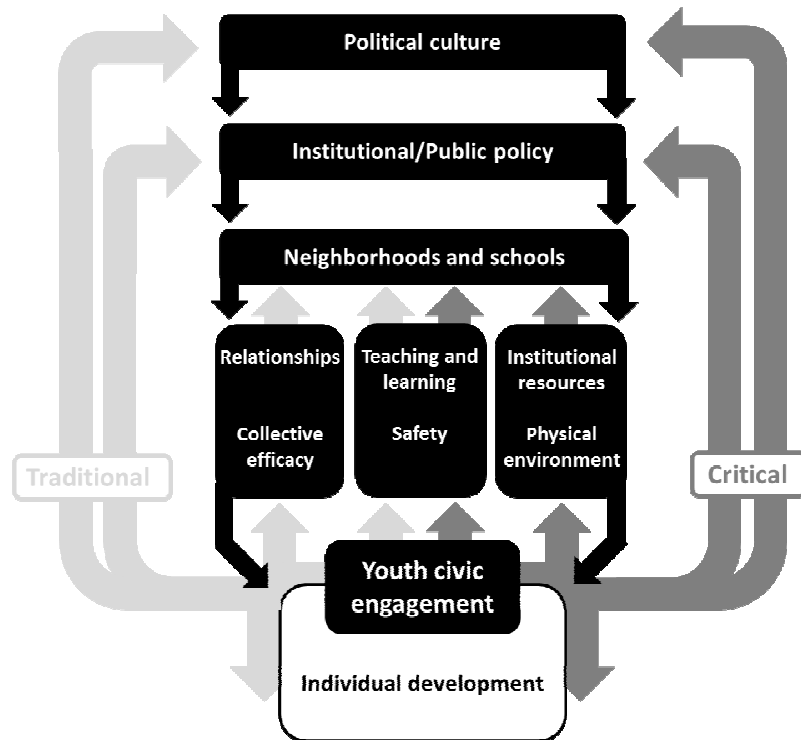 Political culture
Institutional/Public policy
Neighborhoods and schools
Relationships
Collective
efficacy
Teaching and
learning
Safety
Institutional
resources
Physical
environment
Traditional
Critical
Youth civic
engagement
Individual development